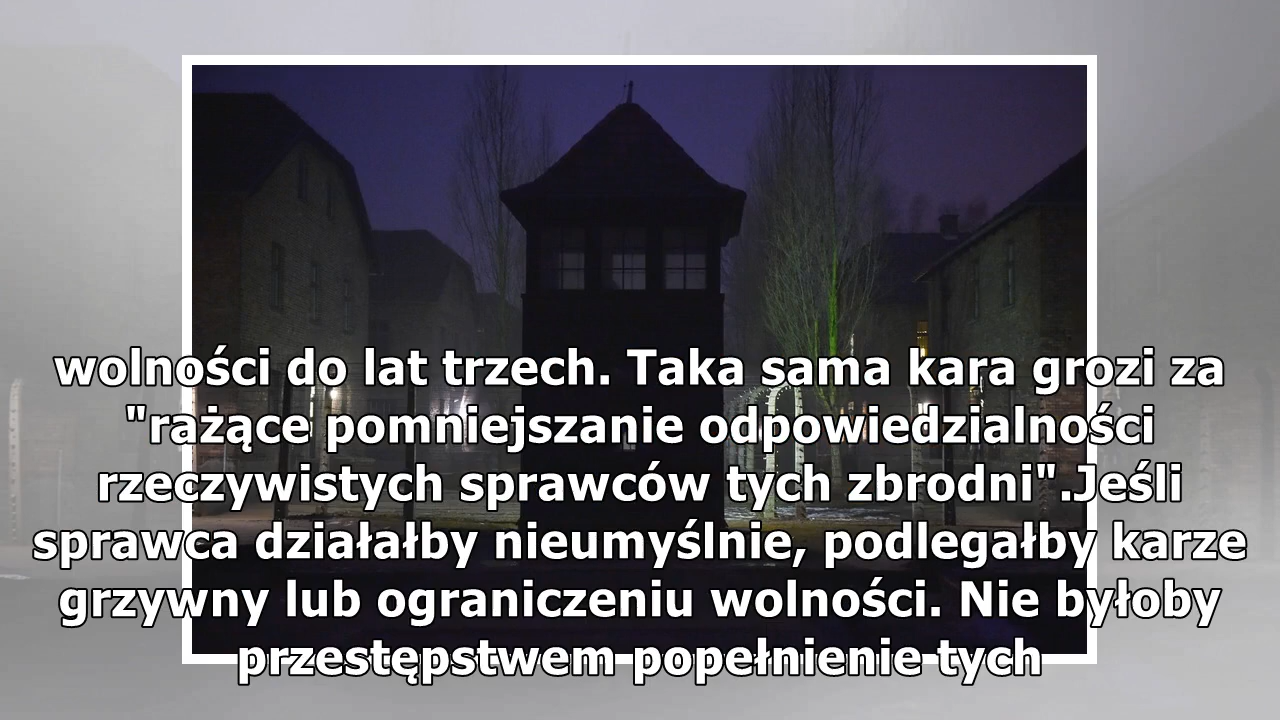 wolności do lat trzech. Taka sama kara grozi za
"rażące pomniejszanie odpowiedzialności
rzeczywistych sprawców tych zbrodni".Jeśli
sprawca działałby nieumyślnie, podlegałby karze
grzywny lub ograniczeniu wolności. Nie byłoby
przestępstwem popełnienie tych